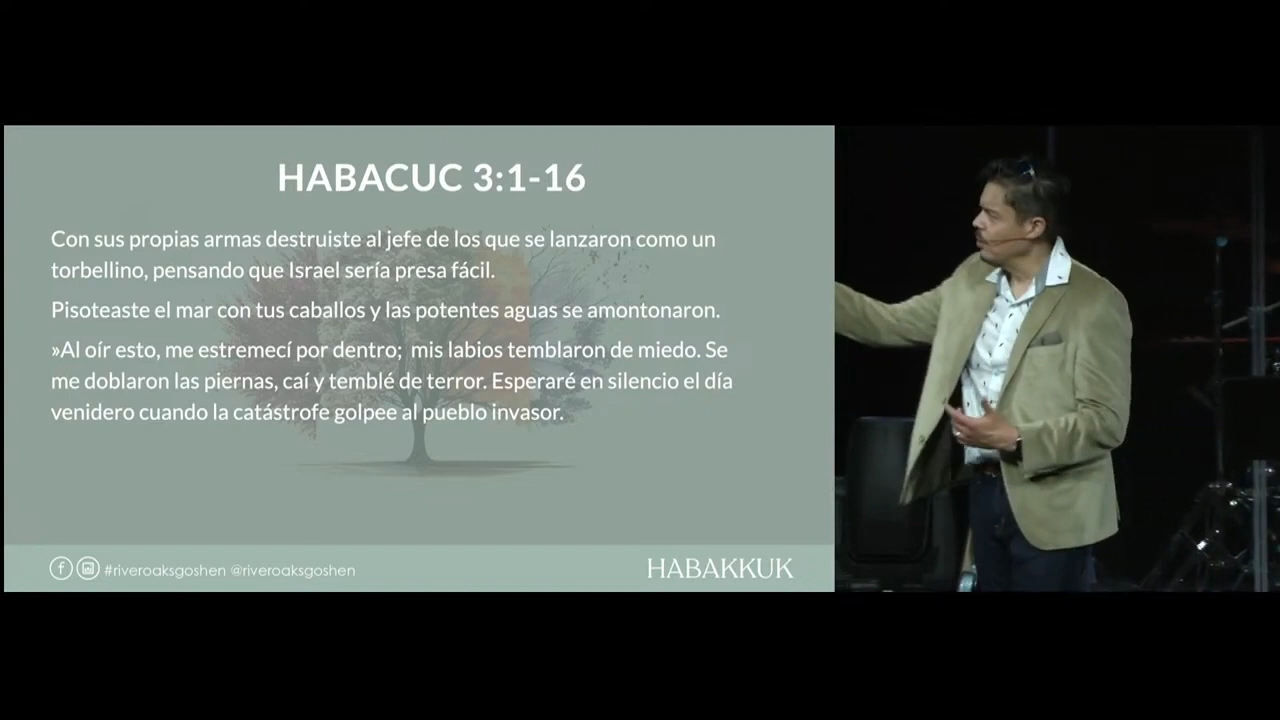 HABACUC 3:1-16
Con sus propias armas destruiste al jefe de los que se lanzaron como un
torbellino, pensando que Israel sería presa fácil.
Pisoteaste el mar con tus caballos y las potentes aguas se amontonaron.
»Al oír esto, me estremecí por dentro; mis labios temblaron de miedo. Se
me doblaron las piernas, caí y temblé de terror. Esperaré en silencio el día
venidero cuando la catástrofe golpee al pueblo invasor.
#riveroaksgoshen @riveroaksgoshen
HABAKKUK